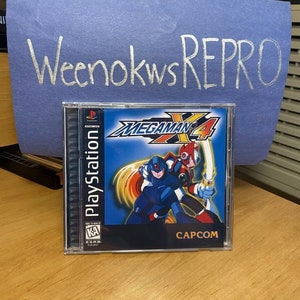 WeenokwsREPRO
PlayStation
MEGAMAN X4
CAPCOM